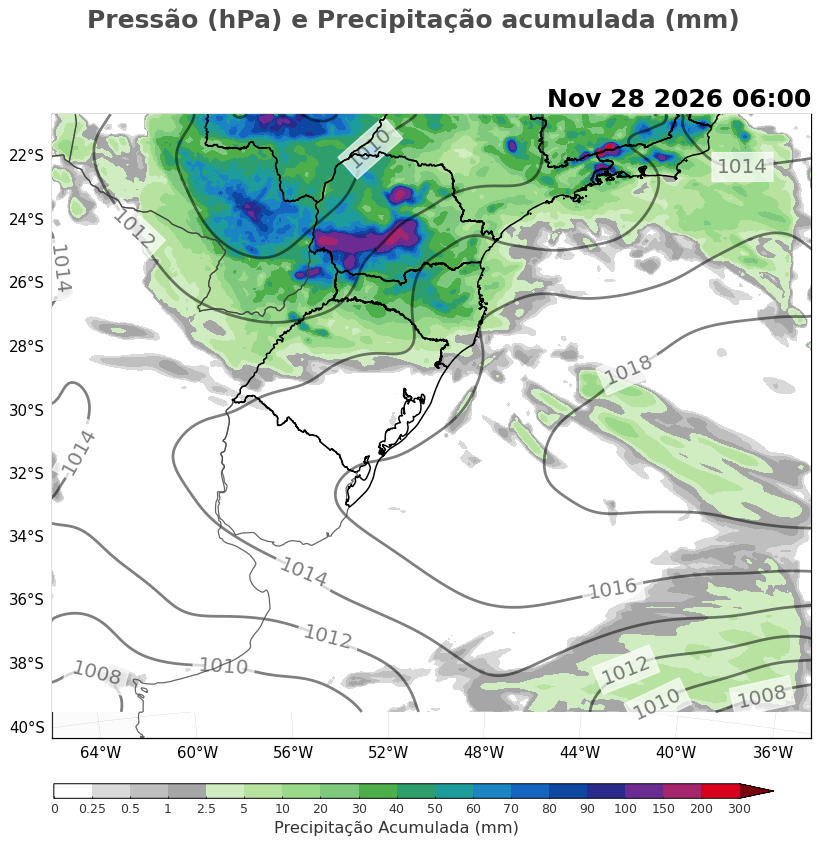 Pressão (hPa) e Precipitação acumulada (mm)
Nov 28 2026 06:00
22°S
24°S
26°S
28°S
30°S
32°S
34°S
36°S
38°S
40°S
1010
1014
1012
1014
1018
1014
1014
1016
1012
1010
1008
1012
1010
1008
64°W 60°W 56°W 52°W 48°W 44°W 40°W 36°W
0 0.25 0.5 1 2.5 5 10 20 30 40 50 60 70 80 90 100 150 200 300
Precipitação Acumulada (mm)